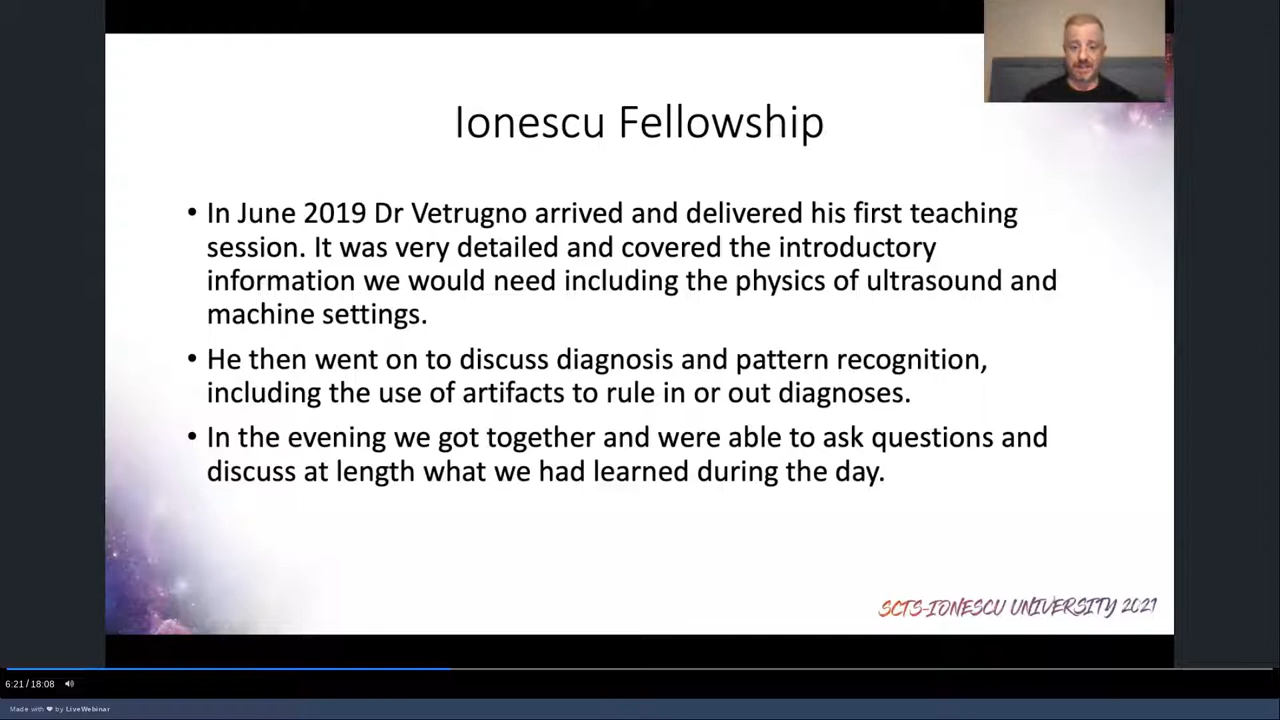 Ionescu Fellowship
• In June 2019 Dr Vetrugno arrived and delivered his first teaching
session. It was very detailed and covered the introductory
information we would need including the physics of ultrasound and
machine settings.
• He then went on to discuss diagnosis and pattern recognition,
including the use of artifacts to rule in or out diagnoses.
• In the evening we got together and were able to ask questions and
discuss at length what we had learned during the day.
SCTS-IONESCU UNIVERSITY 2021
6:21 / 18:08
Made with ❤ by LiveWebinar